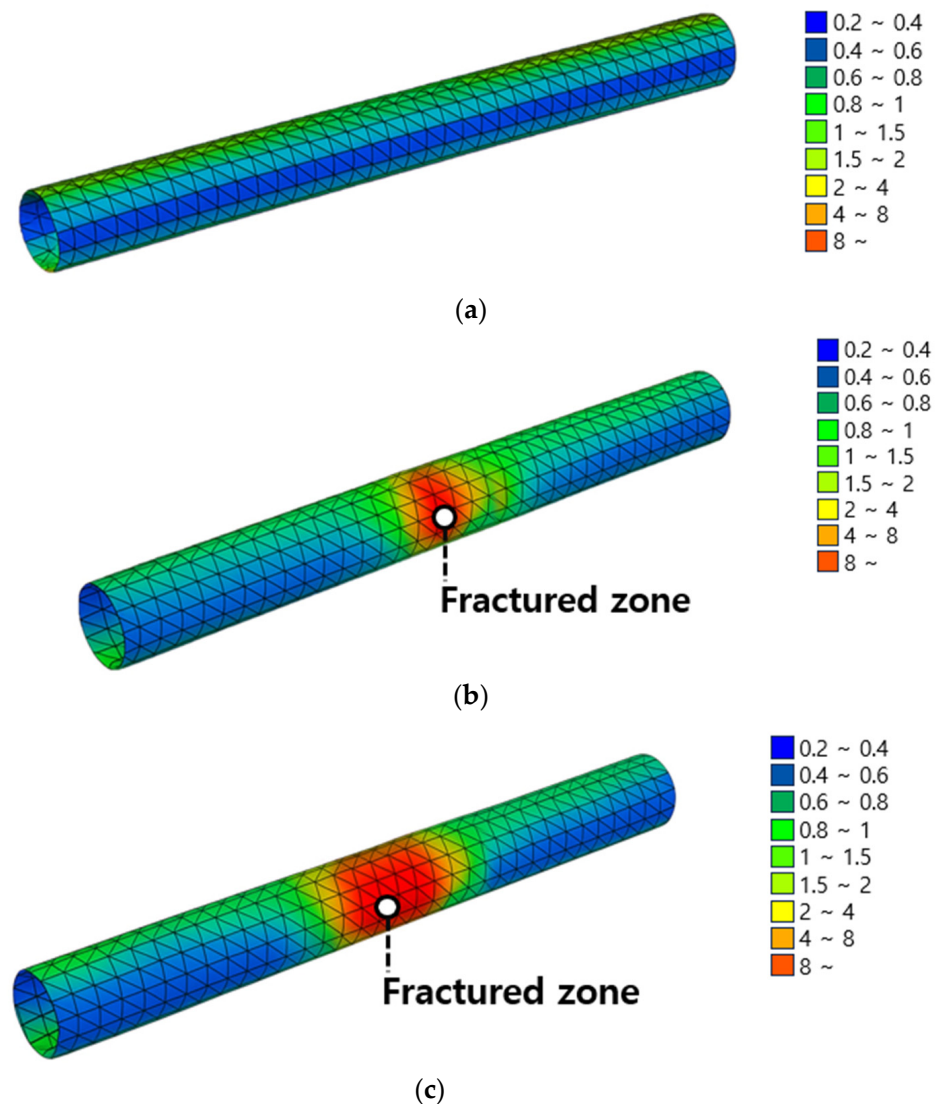 0.2 ~ 0.4
0.4 ~ 0.6
0.6 ~ 0.8
0.8 ~ 1
1 ~ 1.5
1.5 ~ 2
2 ~ 4
4 ~ 8
8 ~
(a)
0.2 ~ 0.4
0.4 ~ 0.6
0.6 ~ 0.8
0.8 ~ 1
1 ~ 1.5
1.5 ~ 2
2 ~ 4
4 ~ 8
8 ~
Fractured zone
(b)
0.2 ~ 0.4
0.4 ~ 0.6
0.6 ~ 0.8
0.8 ~ 1
1 ~ 1.5
1.5 ~ 2
2 ~ 4
4 ~ 8
8 ~
Fractured zone
(c)